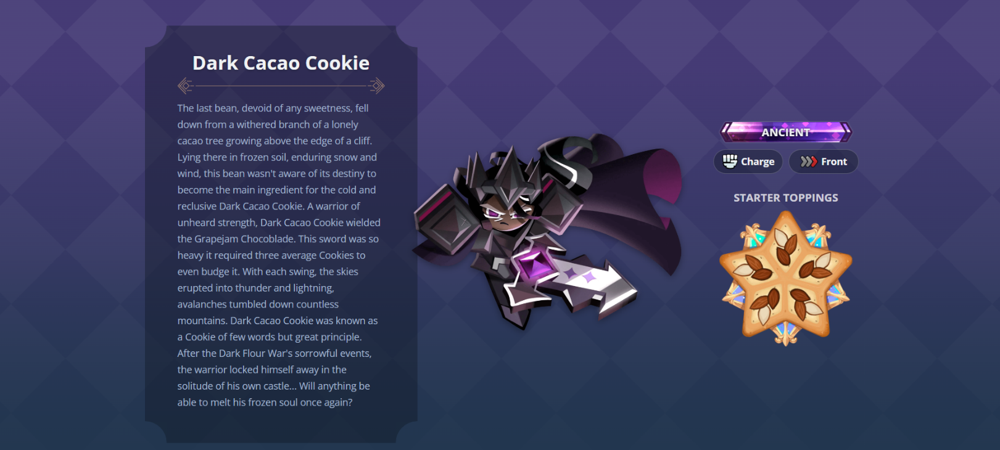 Dark Cacao Cookie
The last bean, devoid of any sweetness, fell
down from a withered branch of a lonely
cacao tree growing above the edge of a cliff.
Lying there in frozen soil, enduring snow and
wind, this bean wasn't aware of its destiny to
become the main ingredient for the cold and
reclusive Dark Cacao Cookie. A warrior of
unheard strength, Dark Cacao Cookie wielded
the Grapejam Chocoblade. This sword was so
heavy it required three average Cookies to
even budge it. With each swing, the skies
erupted into thunder and lightning,
avalanches tumbled down countless
mountains. Dark Cacao Cookie was known as
a Cookie of few words but great principle.
After the Dark Flour War's sorrowful events,
the warrior locked himself away in the
solitude of his own castle... Will anything be
able to melt his frozen soul once again?
ANCIENT
Charge
Front
STARTER TOPPINGS